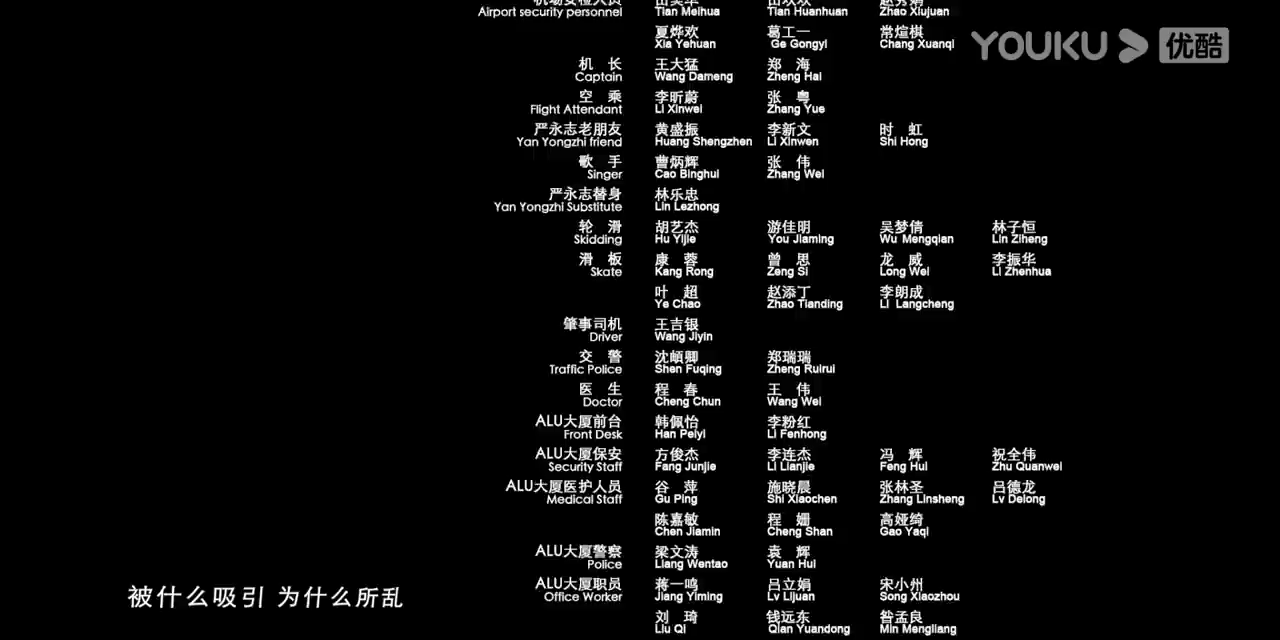 Airport security personnel Tian Meihua Tian Huanhuan Zhao Xiujuan
夏烨欢 葛工一 常煊棋
Xia Yehuan Ge Gongyi Chang Xuanqi
YOUKU 优酷
机 长 王大猛 郑 海
Captain Wang Dameng Zheng Hai
空 乘 李昕蔚 张 粤
Flight Attendant Li Xinwei Zhang Yue
严永志老朋友 黄盛振 李新文 时 虹
Yan Yongzhi friend Huang Shengzhen Li Xinwen Shi Hong
歌 手 曹炳辉 张 伟
Singer Cao Binghui Zhang Wei
严永志替身 林乐忠
Yan Yongzhi Substitute Lin Lezhong
轮 滑 胡艺杰 游佳明 吴梦倩 林子恒
Skidding Hu Yijie You Jiaming Wu Mengqian Lin Ziheng
滑 板 康 蓉 曾 思 龙 威 李振华
Skate Kang Rong Zeng Si Long Wei Li Zhenhua
叶 超 赵添丁 李朗成
Ye Chao Zhao Tianding Li Langcheng
肇事司机 王吉银
Driver Wang Jiyin
交 警 沈頔卿 郑瑞瑞
Traffic Police Shen Fuqing Zheng Ruirui
医 生 程 春 王 伟
Doctor Cheng Chun Wang Wei
ALU大厦前台 韩佩怡 李粉红
Front Desk Han Peiyi Li Fenhong
ALU大厦保安 方俊杰 李连杰 冯 辉 祝全伟
Security Staff Fang Junjie Li Lianjie Feng Hui Zhu Quanwei
ALU大厦医护人员 谷 萍 施晓晨 张林圣 吕德龙
Medical Staff Gu Ping Shi Xiaochen Zhang Linsheng Lv Delong
陈嘉敏 程 姗 高娅绮
Chen Jiamin Cheng Shan Gao Yaqi
ALU大厦警察 梁文涛 袁 辉
Police Liang Wentao Yuan Hui
ALU大厦职员 蒋一鸣 吕立娟 宋小州
Office Worker Jiang Yiming Lv Lijuan Song Xiaozhou
刘 琦 钱远东 昝孟良
Liu Qi Qian Yuandong Min Mengliang
被什么吸引 为什么所乱